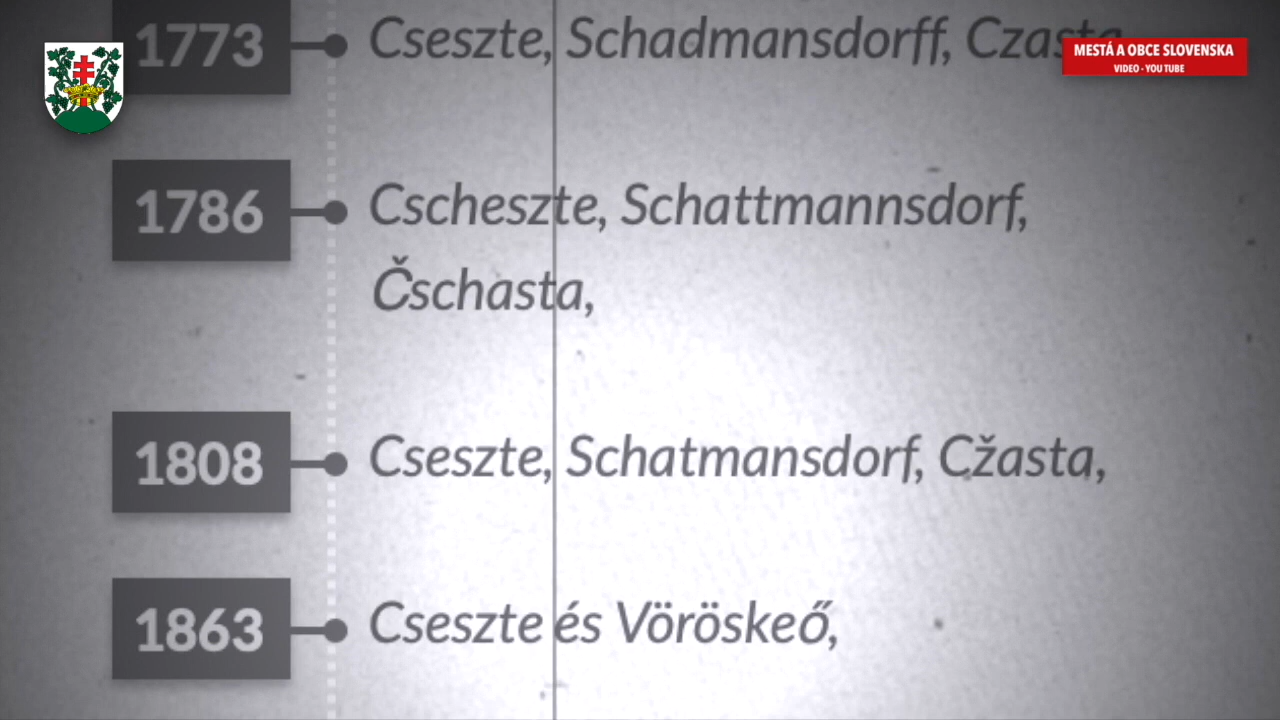 1773 Cseszte, Schadmansdorff, Czasta
MESTÁ A OBCE SLOVENSKA
VIDEO - YOU TUBE
1786 Cscheszte, Schattmannsdorf,
Čschasta,
1808 Cseszte, Schatmansdorf, Cžasta,
1863 Cseszte és Vöröskeő,